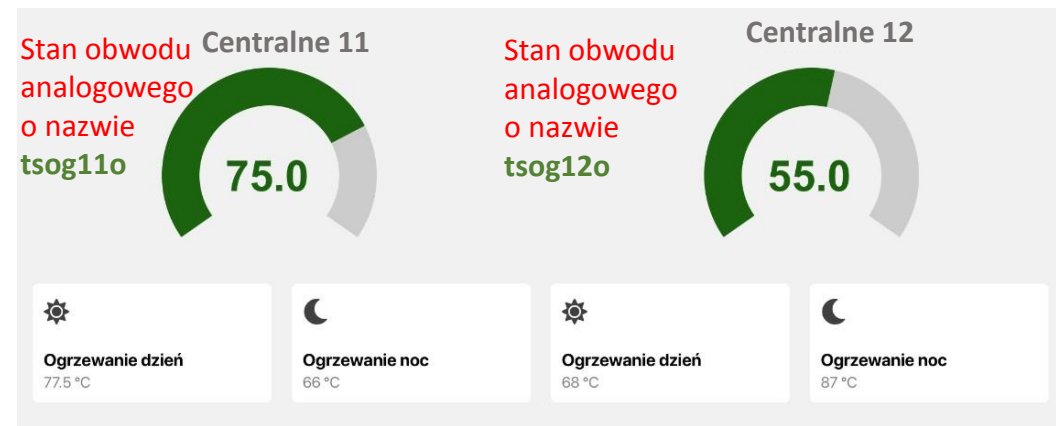 Stan obwodu
analogowego
o nazwie
tsog11o
Centralne 11
75.0
Stan obwodu
analogowego
o nazwie
tsog12o
Centralne 12
55.0
Ogrzewanie dzień
77.5 °C
Ogrzewanie noc
66 °C
Ogrzewanie dzień
68 °C
Ogrzewanie noc
87 °C